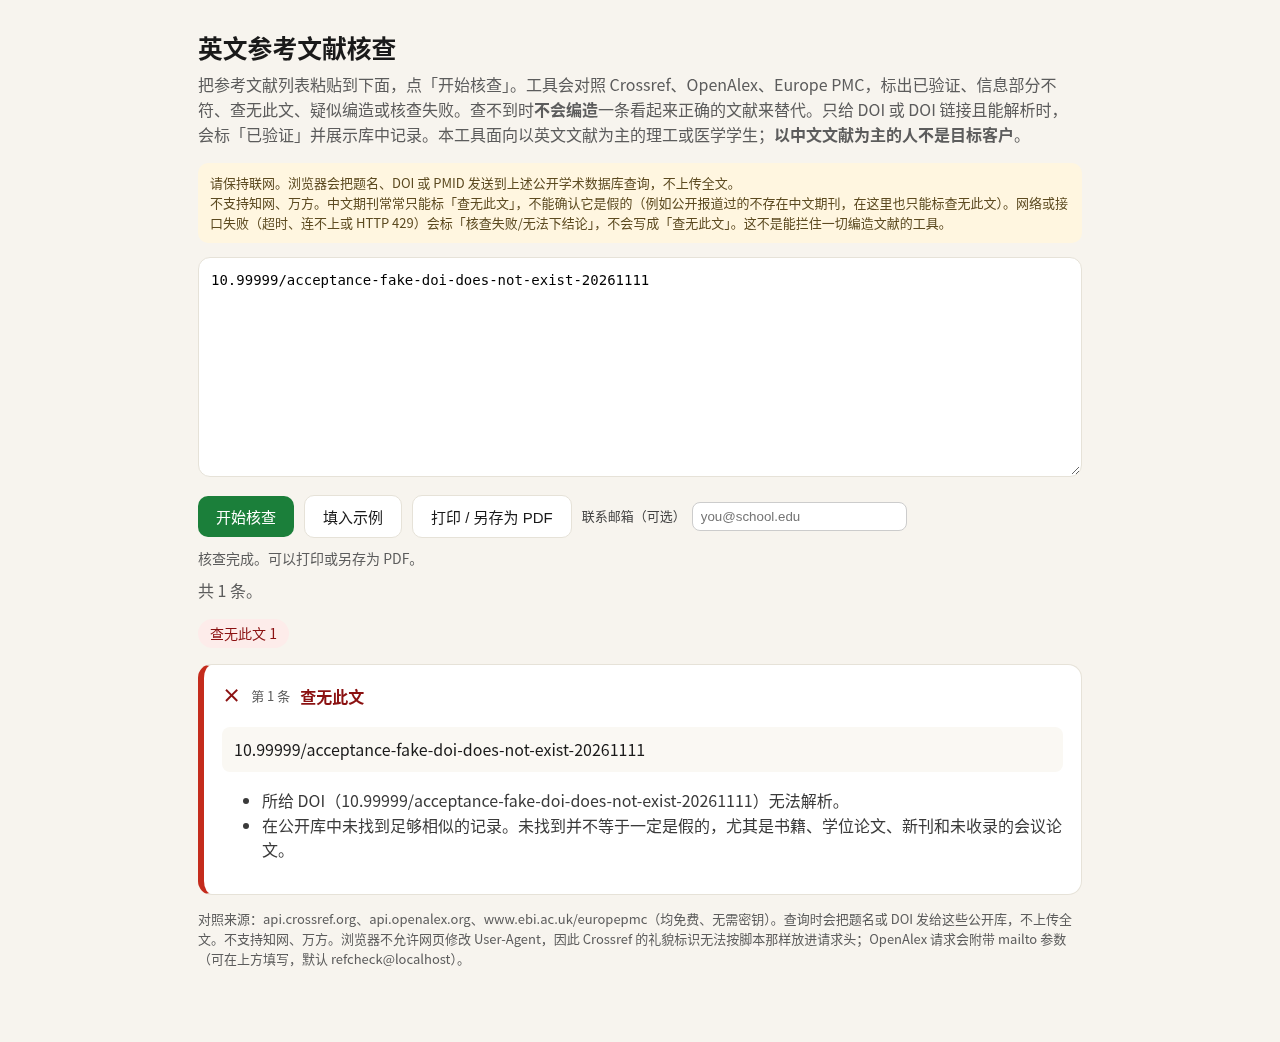 英文参考文献核查
把参考文献列表粘贴到下面，点「开始核查」。工具会对照 Crossref、OpenAlex、Europe PMC，标出已验证、信息部分不
符、查无此文、疑似编造或核查失败。查不到时不会编造一条看起来正确的文献来替代。只给 DOI 或 DOI 链接且能解析时，
会标「已验证」并展示库中记录。本工具面向以英文文献为主的理工或医学学生；以中文文献为主的人不是目标客户。
请保持联网。浏览器会把题名、DOI 或 PMID 发送到上述公开学术数据库查询，不上传全文。
不支持知网、万方。中文期刊常常只能标「查无此文」，不能确认它是假的（例如公开报道过的不存在中文期刊，在这里也只能标查无此文）。网络或接
口失败（超时、连不上或 HTTP 429）会标「核查失败/无法下结论」，不会写成「查无此文」。这不是能拦住一切编造文献的工具。
10.99999/acceptance-fake-doi-does-not-exist-20261111
开始核查 填入示例 打印 / 另存为 PDF 联系邮箱（可选） you@school.edu
核查完成。可以打印或另存为 PDF。
共 1 条。
查无此文 1
× 第 1 条 查无此文
10.99999/acceptance-fake-doi-does-not-exist-20261111
• 所给 DOI（10.99999/acceptance-fake-doi-does-not-exist-20261111）无法解析。
• 在公开库中未找到足够相似的记录。未找到并不等于一定是假的，尤其是书籍、学位论文、新刊和未收录的会议论
文。
对照来源：api.crossref.org、api.openalex.org、www.ebi.ac.uk/europepmc（均免费、无需密钥）。查询时会把题名或 DOI 发给这些公开库，不上传全
文。不支持知网、万方。浏览器不允许网页修改 User-Agent，因此 Crossref 的礼貌标识无法按脚本那样放进请求头；OpenAlex 请求会附带 mailto 参数
（可在上方填写，默认 refcheck@localhost）。